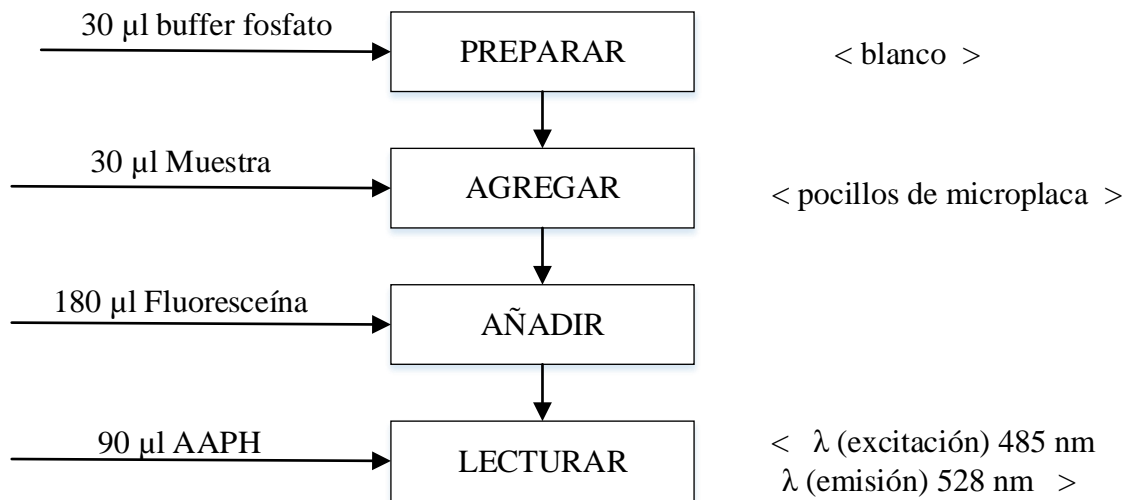 30 µl buffer fosfato
PREPARAR
< blanco >
30 µl Muestra
AGREGAR
< pocillos de microplaca >
180 µl Fluoresceína
AÑADIR
90 µl AAPH
LECTURAR
< λ (excitación) 485 nm
λ (emisión) 528 nm >